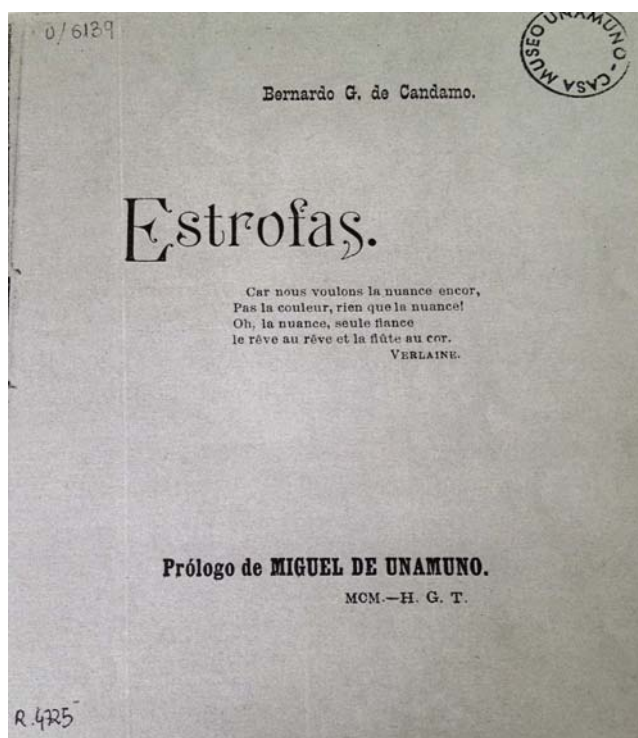 0/6139
MUSEO UNAMUNO - CASA
Bernardo G. de Candamo.
Estrofas.
Car nous voulons la nuance encor,
Pas la couleur, rien que la nuance!
Oh, la nuance, seule fiance
le rêve au rêve et la flûte au cor.
VERLAINE.
Prólogo de MIGUEL DE UNAMUNO.
MCM.—H. G. T.
R.4725